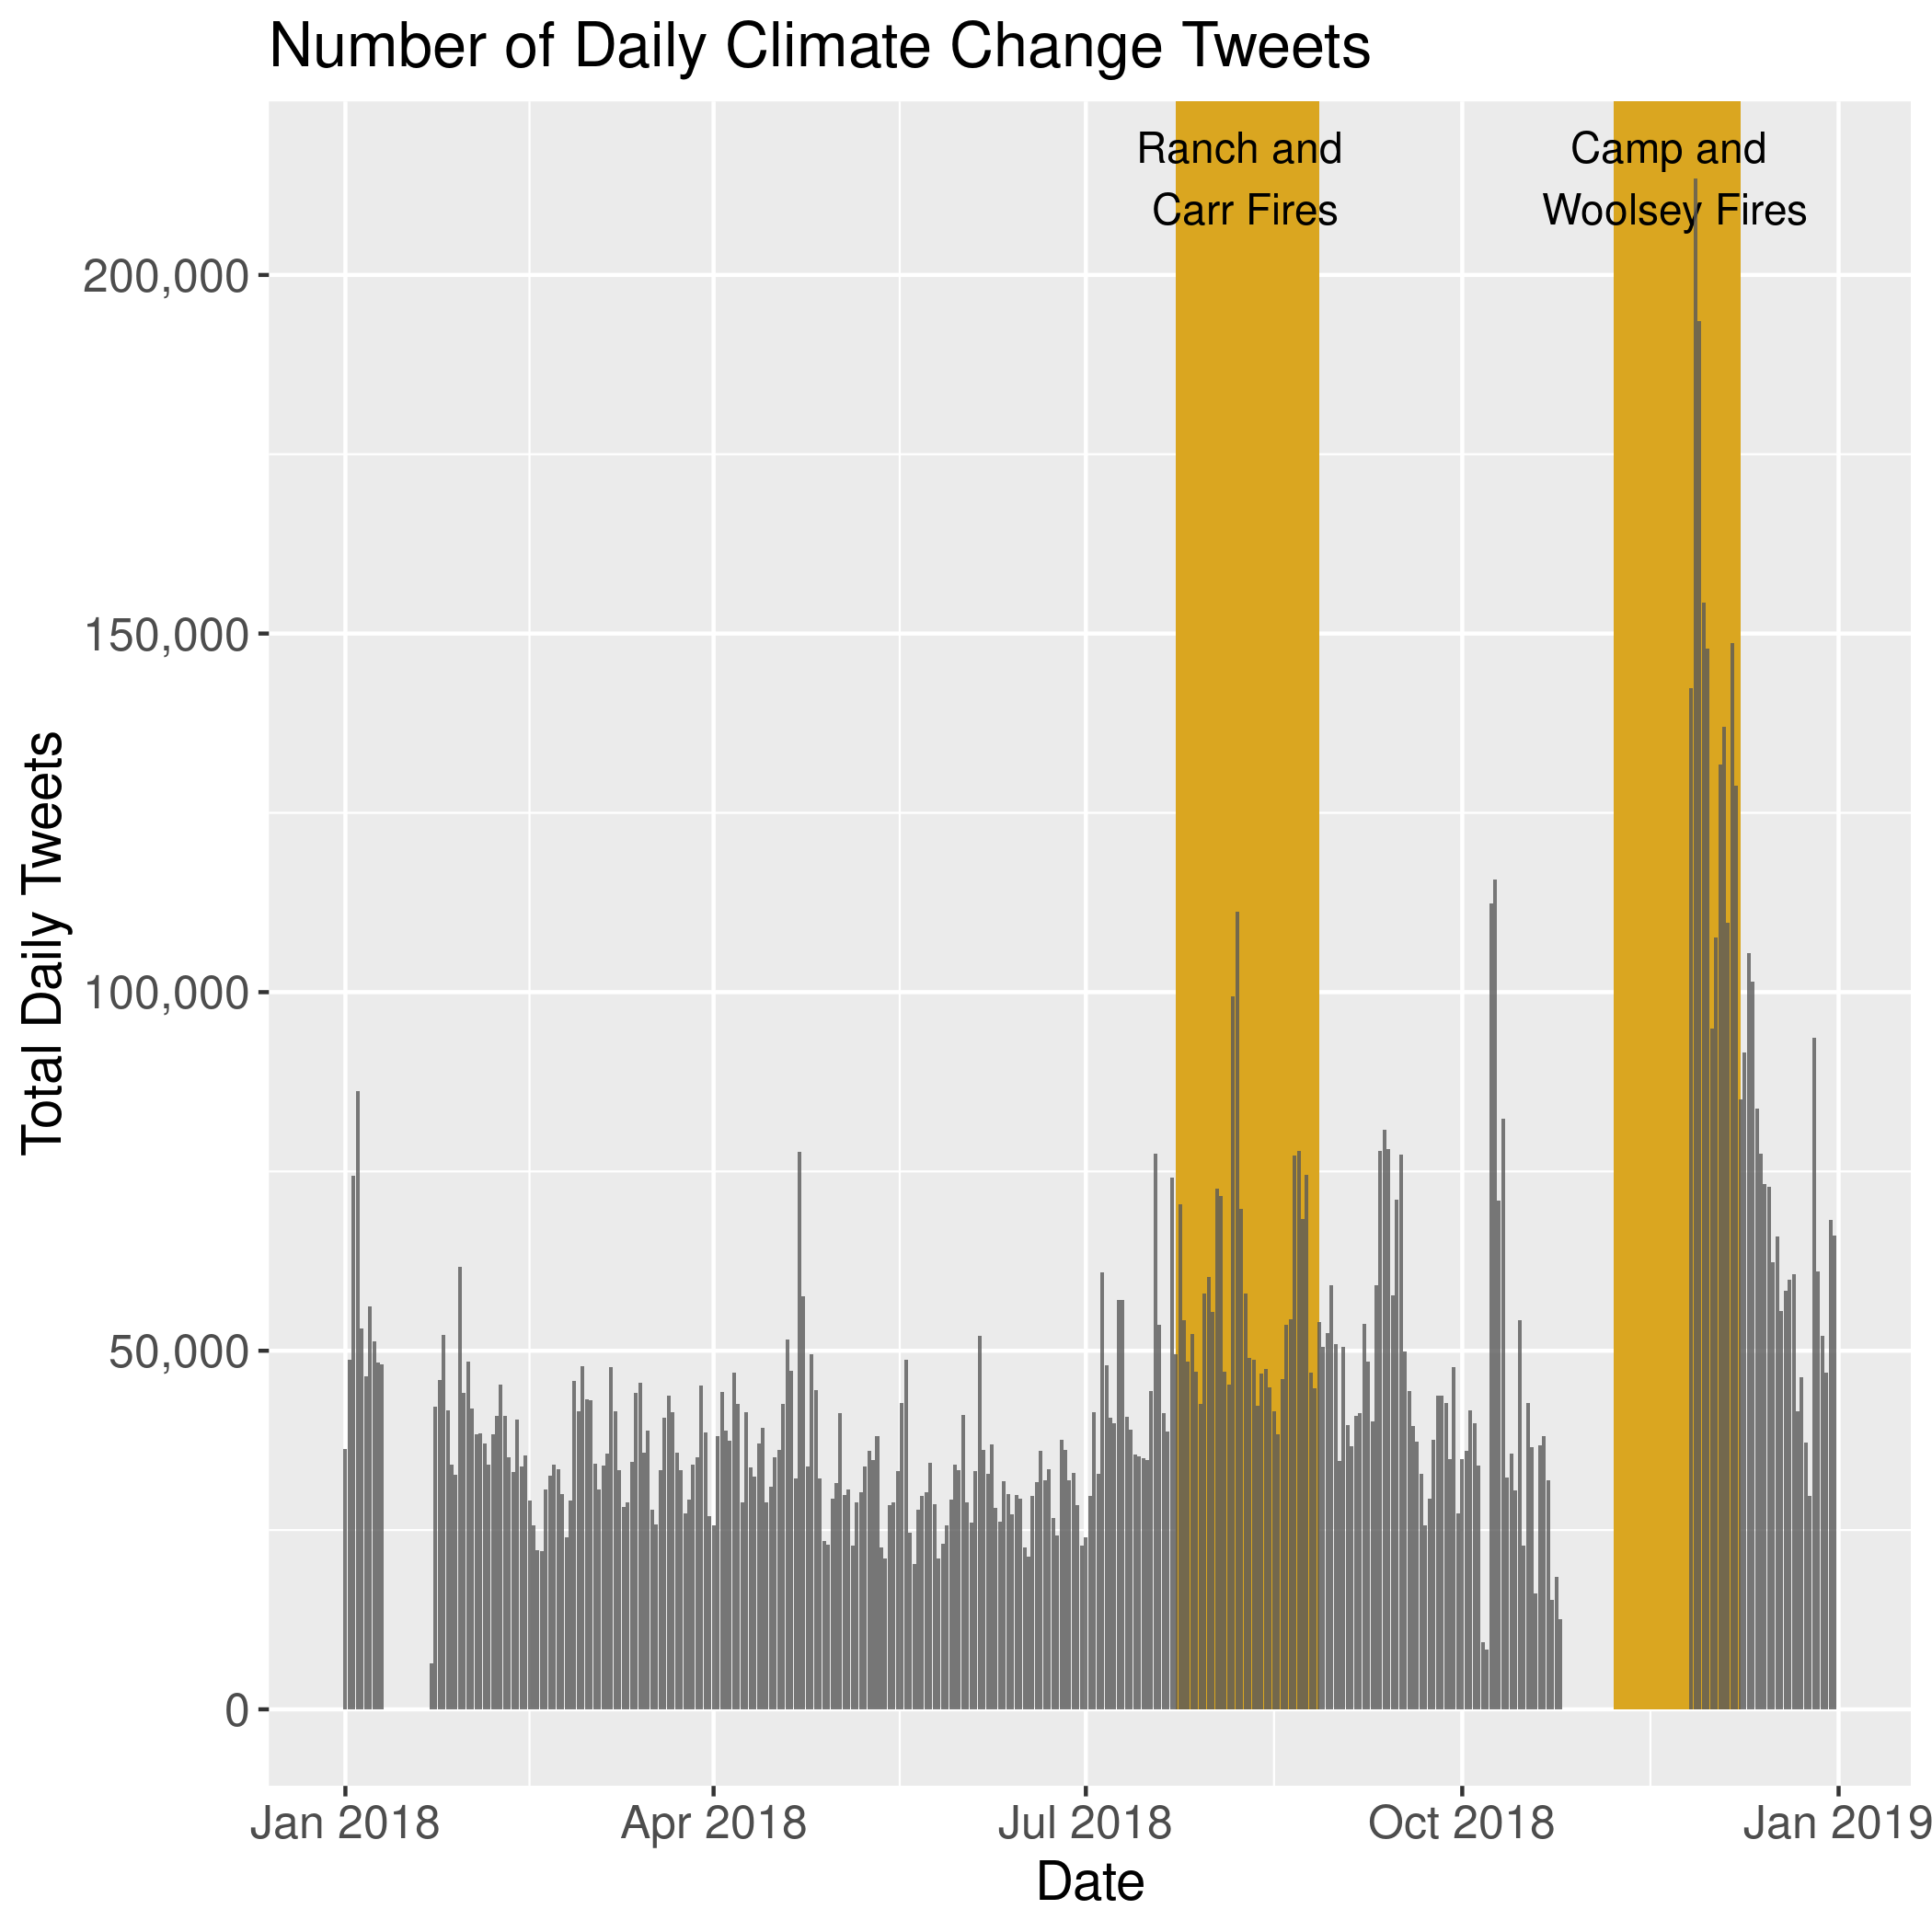 Number of Daily Climate Change Tweets
Ranch and
Carr Fires
Camp and
Woolsey Fires
Total Daily Tweets
200,000
150,000
100,000
50,000
0
Jan 2018
Apr 2018
Jul 2018
Oct 2018
Jan 2019
Date